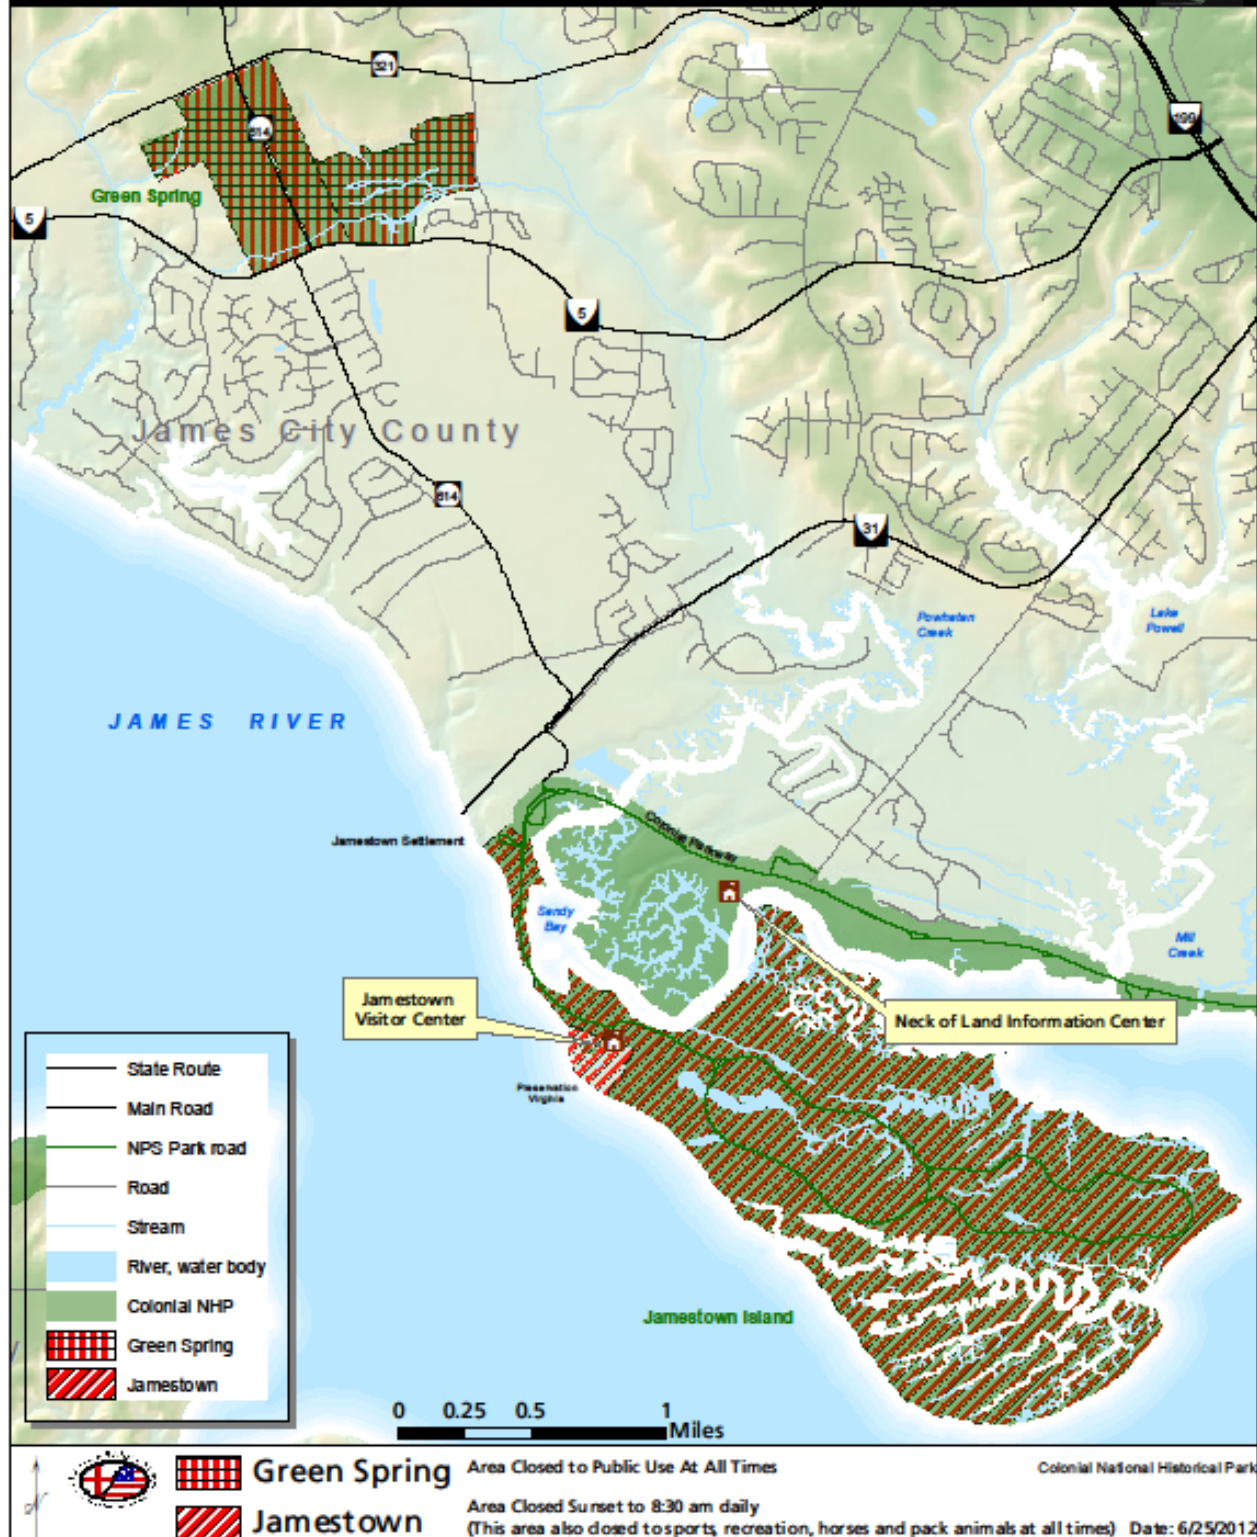 321
199
614
Green Spring
5
5
James City County
614
31
Powhatan
Creek
Lake
Powell
JAMES RIVER
Colonial Parkway
Jamestown Settlement
Sandy
Bay
Mill
Creek
Jamestown
Visitor Center
Neck of Land Information Center
Preservation
Virginia
State Route
Main Road
NPS Park road
Road
Stream
River, water body
Colonial NHP
Green Spring
Jamestown
Jamestown Island
0 0.25 0.5 1
Miles
Green Spring Area Closed to Public Use At All Times
Colonial National Historical Park
Jamestown Area Closed Sunset to 8:30 am daily
(This area also closed to sports, recreation, horses and pack animals at all times) Date: 6/25/2012